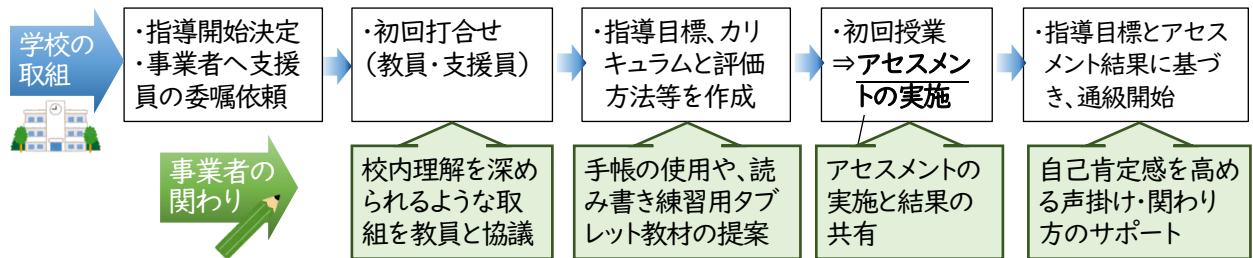 学校の
取組
・指導開始決定
・事業者へ支援
員の委嘱依頼
・初回打合せ
(教員・支援員)
・指導目標、カリ
キュラムと評価
方法等を作成
・初回授業
⇒アセスメン
トの実施
・指導目標とアセス
メント結果に基づ
き、通級開始
事業者の
関わり
校内理解を深め
られるような取
組を教員と協議
手帳の使用や、読
み書き練習用タブ
レット教材の提案
アセスメントの
実施と結果の
共有
自己肯定感を高め
る声掛け・関わり
方のサポート